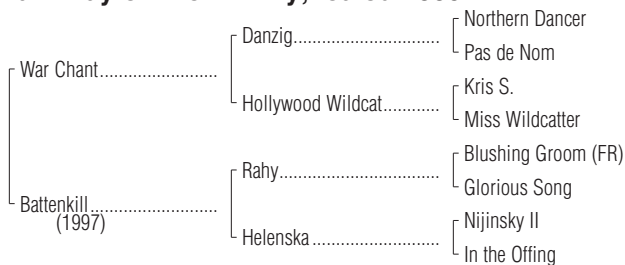 Northern Dancer
Danzig
Pas de Nom
War Chant
Kris S.
Hollywood Wildcat
Miss Wildcatter
Blushing Groom (FR)
Rahy
Glorious Song
Battenkill
(1997)
Nijinsky II
Helenska
In the Offing